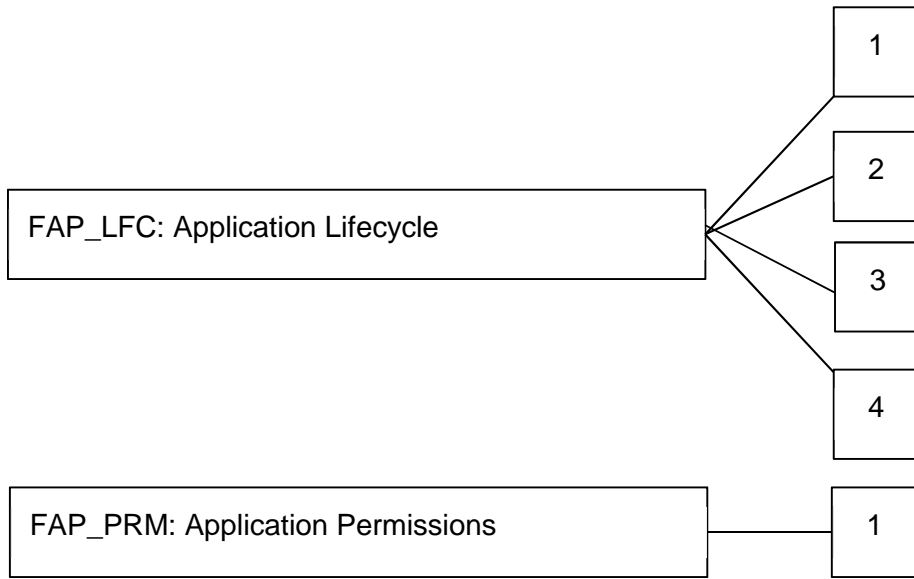 1
2
FAP_LFC: Application Lifecycle
3
4
FAP_PRM: Application Permissions
1